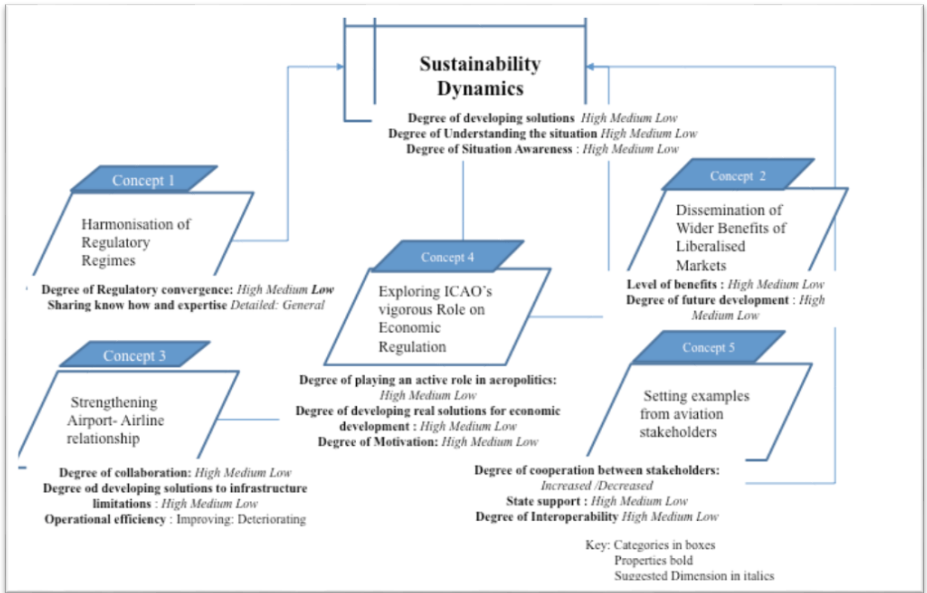 Sustainability
Dynamics
Degree of developing solutions High Medium Low
Degree of Understanding the situation High Medium Low
Degree of Situation Awareness : High Medium Low
Concept 1
Harmonisation of
Regulatory
Regimes
Degree of Regulatory convergence: High Medium Low
Sharing know how and expertise Detailed: General
Concept 2
Dissemination of
Wider Benefits of
Liberalised
Markets
Level of benefits : High Medium Low
Degree of future development : High
Medium Low
Concept 4
Exploring ICAO's
vigorous Role on
Economic
Regulation
Degree of playing an active role in aeropolitics:
High Medium Low
Degree of developing real solutions for economic
development : High Medium Low
Degree of Motivation: High Medium Low
Concept 3
Strengthening
Airport- Airline
relationship
Degree of collaboration: High Medium Low
Degree od developing solutions to infrastructure
limitations : High Medium Low
Operational efficiency : Improving: Deteriorating
Concept 5
Setting examples
from aviation
stakeholders
Degree of cooperation between stakeholders:
Increased /Decreased
State support : High Medium Low
Degree of Interoperability High Medium Low
Key: Categories in boxes
Properties bold
Suggested Dimension in italics